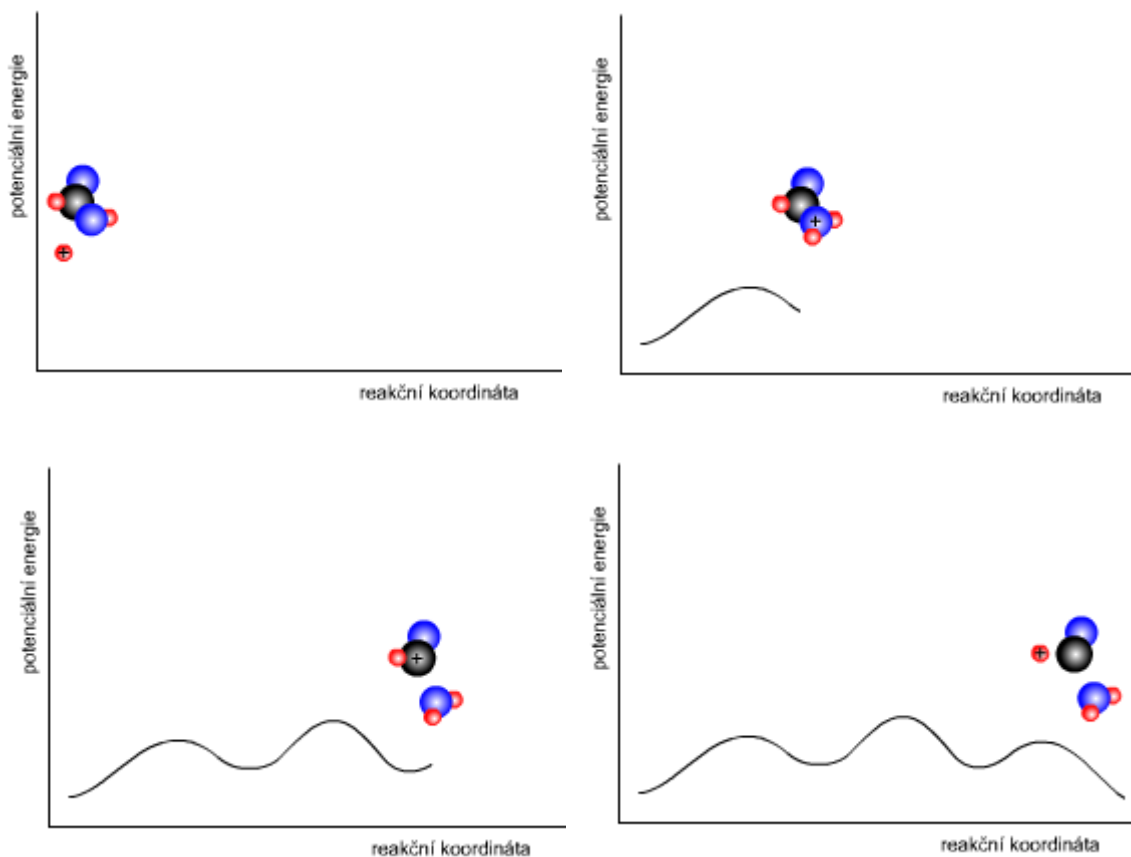 potenciální energie
reakční koordináta
+
potenciální energie
reakční koordináta
+
potenciální energie
reakční koordináta
+
potenciální energie
reakční koordináta
+